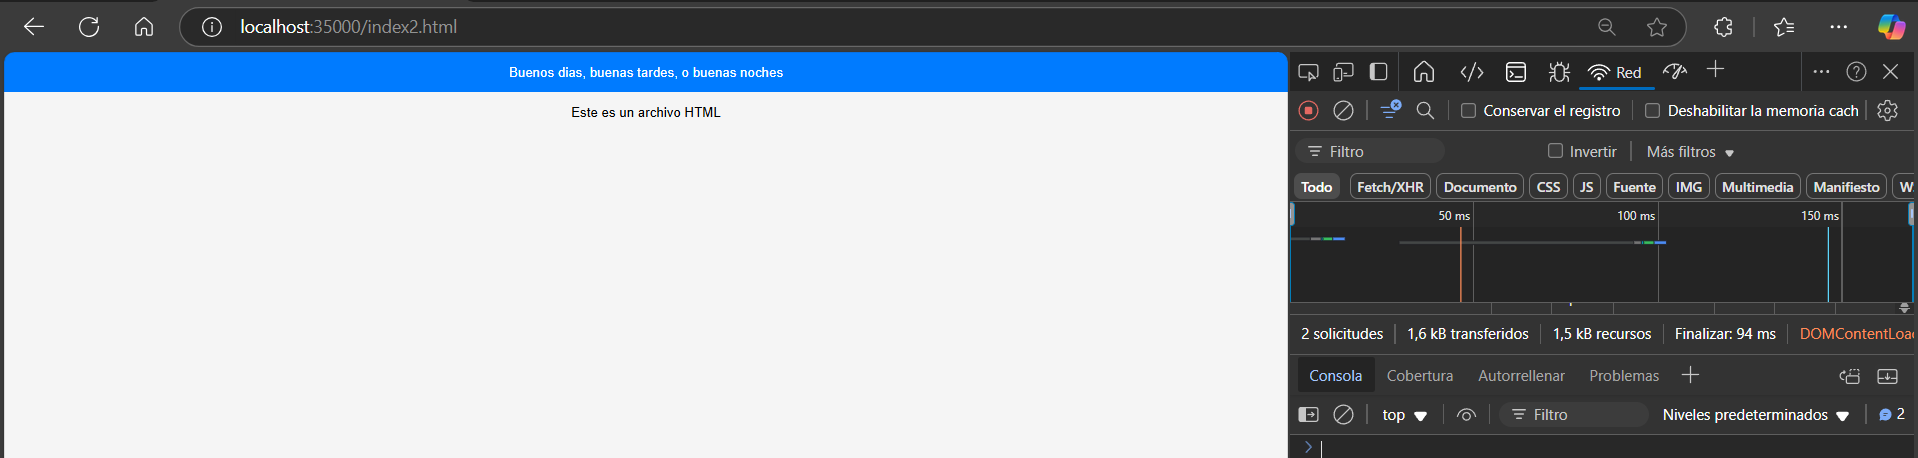 localhost:35000/index2.html
Buenos dias, buenas tardes, o buenas noches
Este es un archivo HTML
Red
Conservar el registro
Deshabilitar la memoria cach
Filtro
Invertir
Más filtros
Todo
Fetch/XHR
Documento
CSS
JS
Fuente
IMG
Multimedia
Manifiesto
W
50 ms
100 ms
150 ms
2 solicitudes
1,6 kB transferidos
1,5 kB recursos
Finalizar: 94 ms
DOMContentLoa
Consola
Cobertura
Autorrellenar
Problemas
top
Filtro
Niveles predeterminados
2